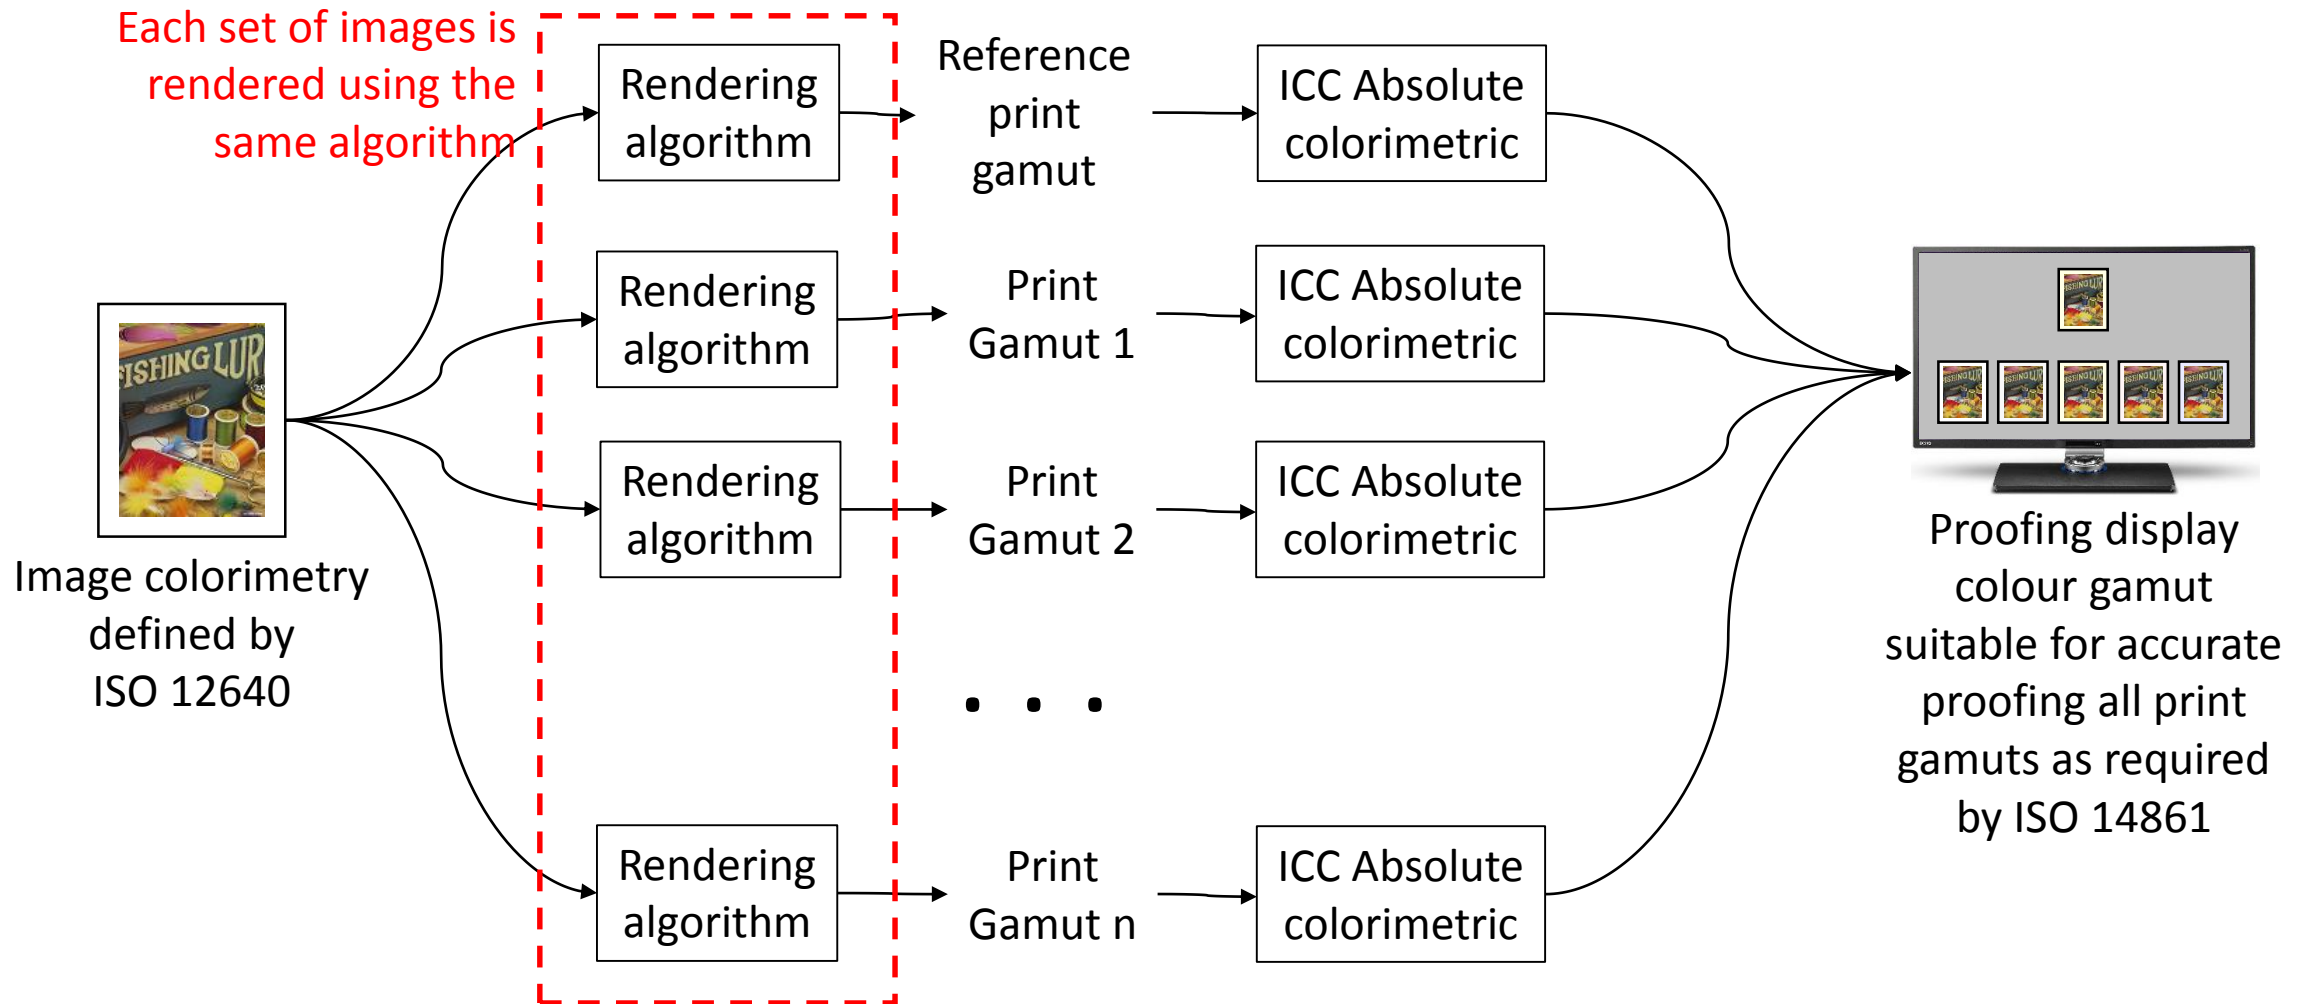 Each set of images is
rendered using the
same algorithm
Rendering
algorithm
Reference
print
gamut
ICC Absolute
colorimetric
Rendering
algorithm
Print
Gamut 1
ICC Absolute
colorimetric
FISHING LUR
Image colorimetry
defined by
ISO 12640
Rendering
algorithm
Print
Gamut 2
ICC Absolute
colorimetric
. . .
Rendering
algorithm
Print
Gamut n
ICC Absolute
colorimetric
Proofing display
colour gamut
suitable for accurate
proofing all print
gamuts as required
by ISO 14861